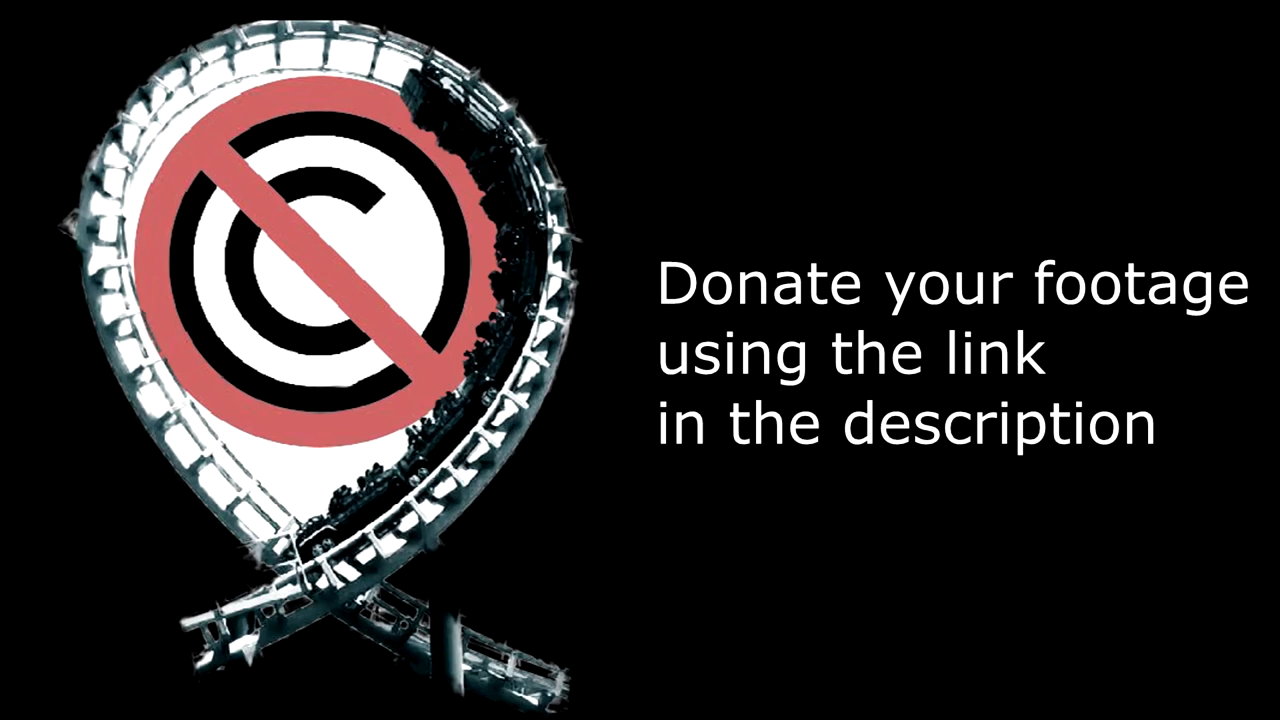 Donate your footage
using the link
in the description